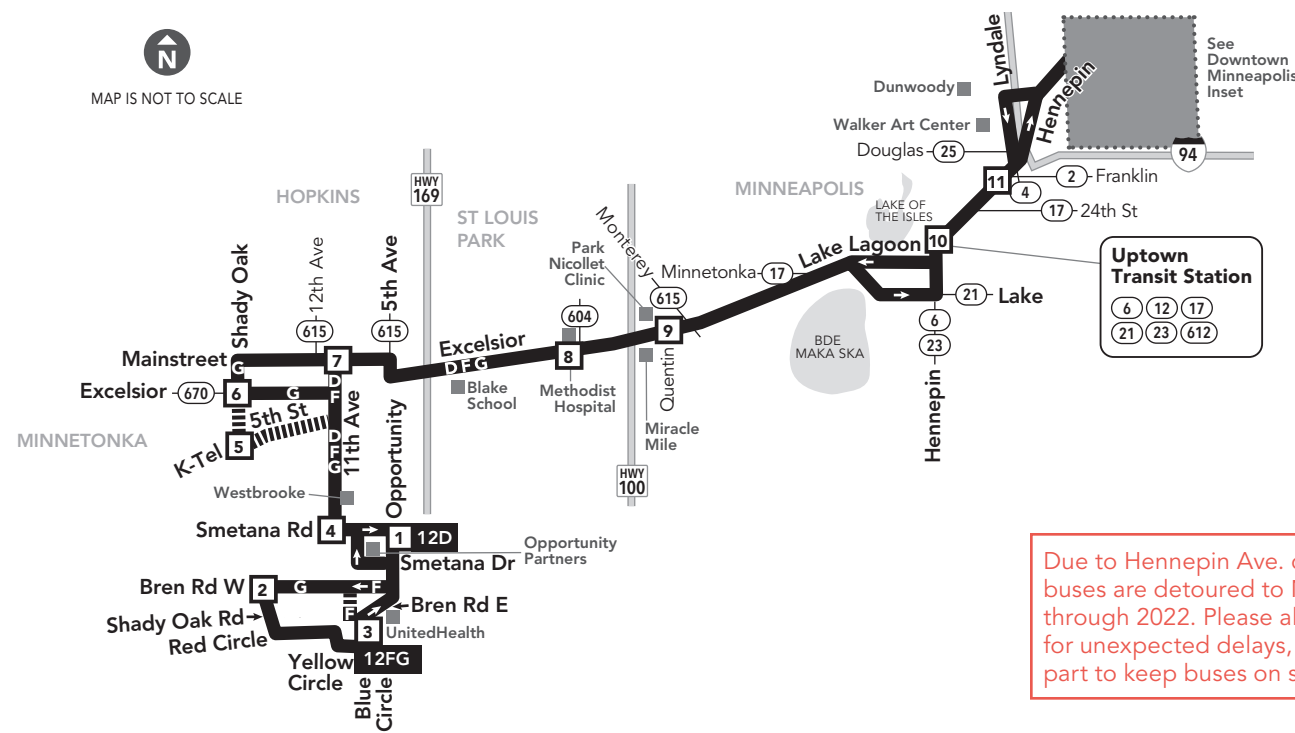 N
MAP IS NOT TO SCALE
HOPKINS
HWY
169
ST LOUIS
PARK
MINNEAPOLIS
MINNETONKA
Lyndale
Hennepin
See
Downtown
Minneapolis
Inset
94
Dunwoody
Walker Art Center
Douglas
25
11
2
Franklin
4
17
24th St
LAKE OF
THE ISLES
Lake Lagoon
10
Uptown
Transit Station
6
12
17
21
23
612
21
Lake
6
23
Hennepin
BDE
MAKA SKA
Minnetonka
17
Monterey
615
9
Quentin
Park
Nicollet
Clinic
604
8
Methodist
Hospital
Miracle
Mile
HWY
100
Excelsior
D F G
Blake
School
5th Ave
615
12th Ave
615
Shady Oak
Mainstreet
7
G
Excelsior
670
6
G
D
F
5th St
K-Tel
5
D
F
G
11th Ave
Westbrooke
Opportunity
Smetana Rd
4
1
12D
Smetana Dr
Opportunity
Partners
Bren Rd W
2
G
F
F
Bren Rd E
Shady Oak Rd
Red Circle
3
UnitedHealth
Yellow
Circle
12FG
Blue
Circle
Due to Hennepin Ave.
buses are detoured to
through 2022. Please
for unexpected delays,
part to keep buses on